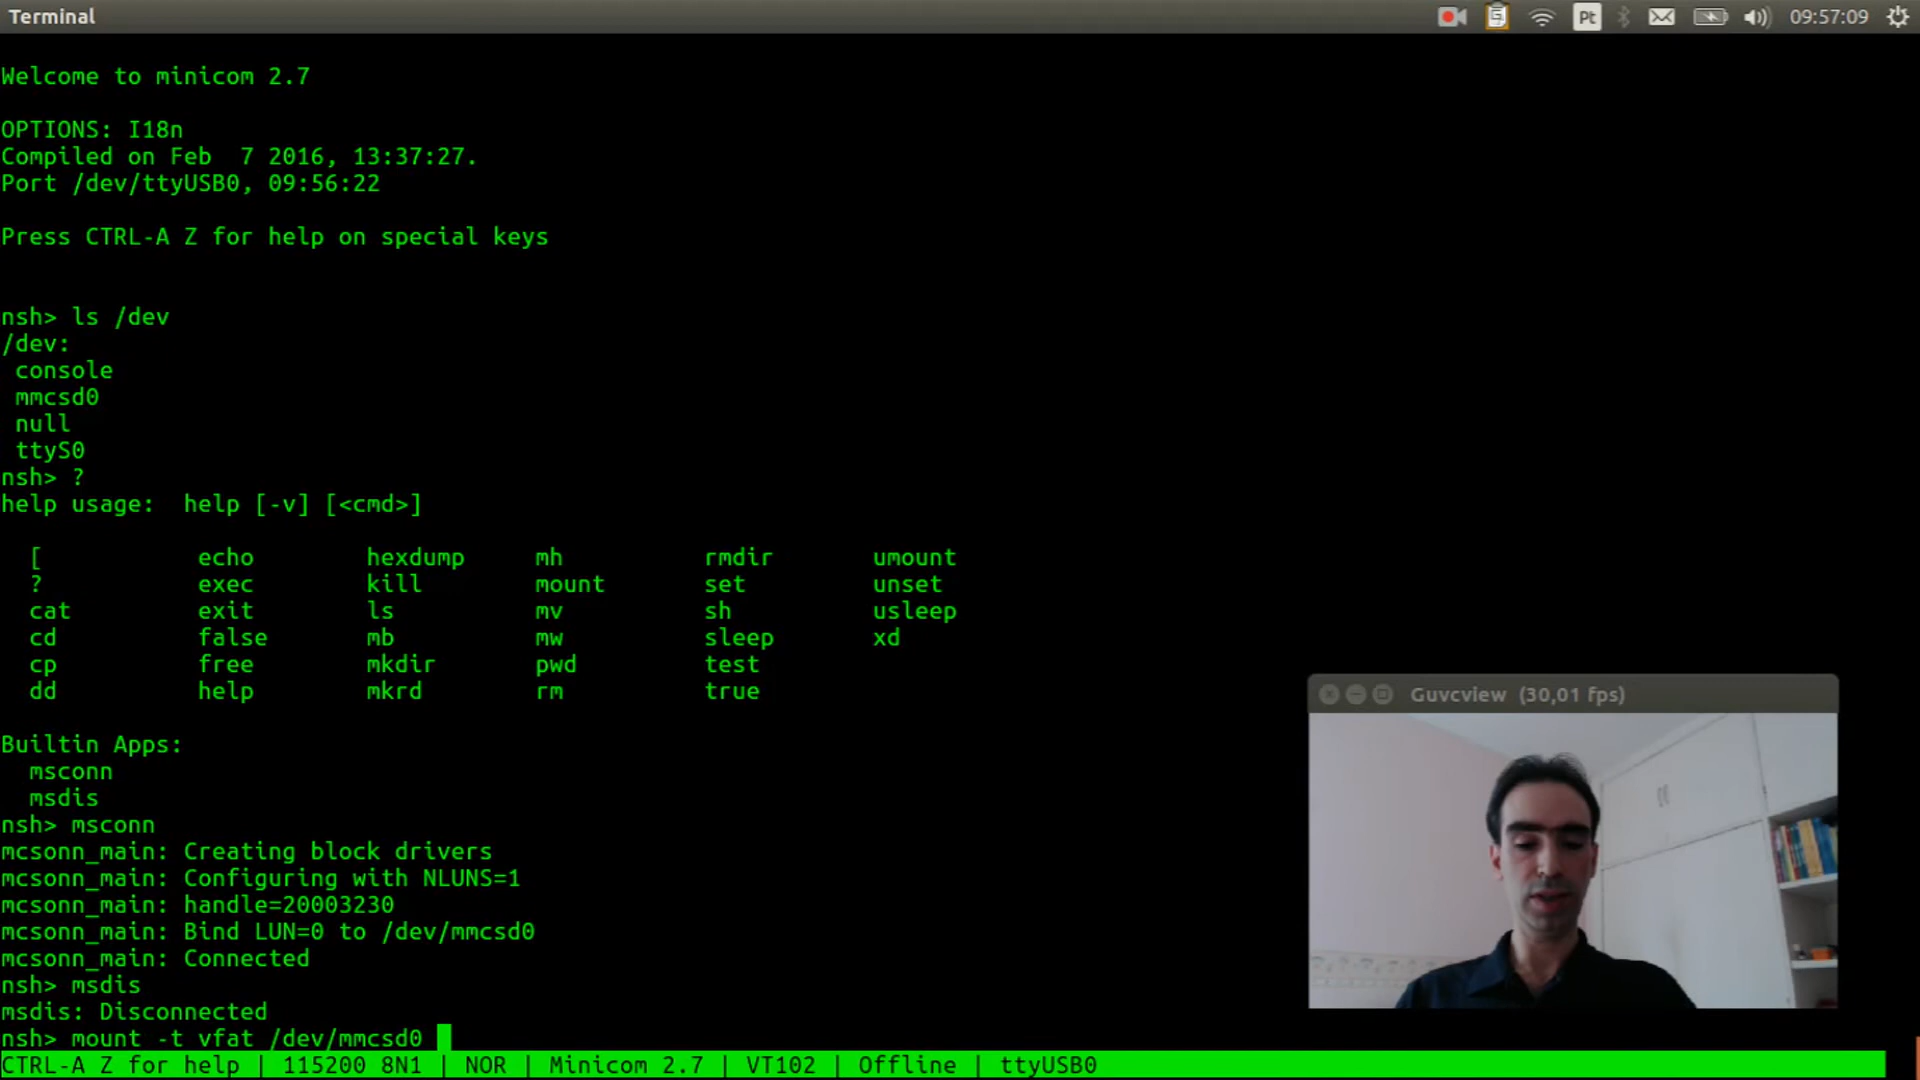 Terminal
Pt
09:57:09
Welcome to minicom 2.7
OPTIONS: I18n
Compiled on Feb  7 2016, 13:37:27.
Port /dev/ttyUSB0, 09:56:22
Press CTRL-A Z for help on special keys
nsh> ls /dev
/dev:
 console
 mmcsd0
 null
 ttyS0
nsh> ?
help usage:  help [-v] [<cmd>]
  [           echo        hexdump     mh          rmdir       umount
  ?           exec        kill        mount       set         unset
  cat         exit        ls          mv          sh          usleep
  cd          false       mb          mw          sleep       xd
  cp          free        mkdir       pwd         test
  dd          help        mkrd        rm          true
Builtin Apps:
  msconn
  msdis
nsh> msconn
mcsonn_main: Creating block drivers
mcsonn_main: Configuring with NLUNS=1
mcsonn_main: handle=20003230
mcsonn_main: Bind LUN=0 to /dev/mmcsd0
mcsonn_main: Connected
nsh> msdis
msdis: Disconnected
nsh> mount -t vfat /dev/mmcsd0
CTRL-A Z for help | 115200 8N1 | NOR | Minicom 2.7 | VT102 | Offline | ttyUSB0
Guvcview  (30,01 fps)